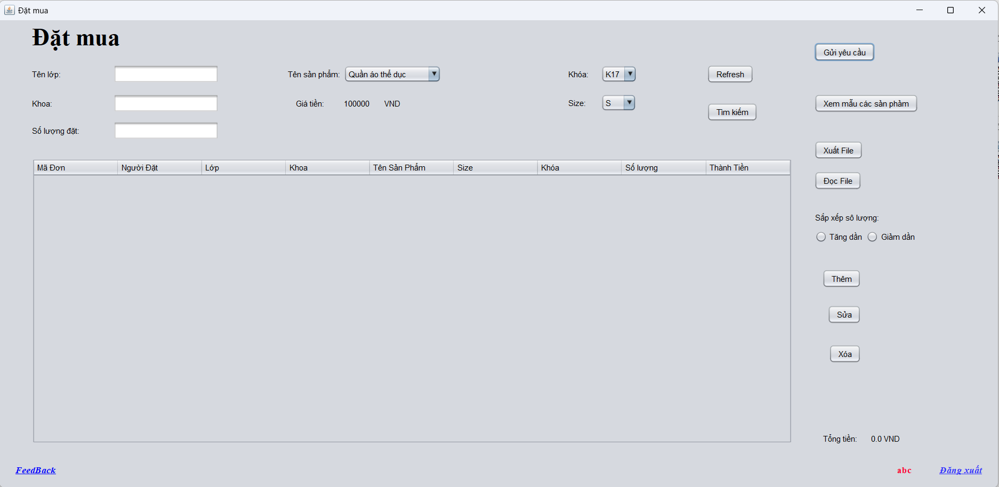 Đặt mua
Đặt mua
Gửi yêu cầu
Tên lớp:
Tên sản phẩm: Quần áo thể dục
Khóa: K17
Refresh
Khoa:
Giá tiền: 100000 VND
Size: S
Tìm kiếm
Xem mẫu các sản phảm
Số lượng đặt:
Xuất File
Mã Đơn Người Đặt Lớp Khoa Tên Sản Phẩm Size Khóa Số lượng Thành Tiền
Đọc File
Sắp xếp sô lượng:
Tăng dần Giảm dần
Thêm
Sửa
Xóa
Tổng tiền: 0.0 VND
FeedBack
abc
Đăng xuất